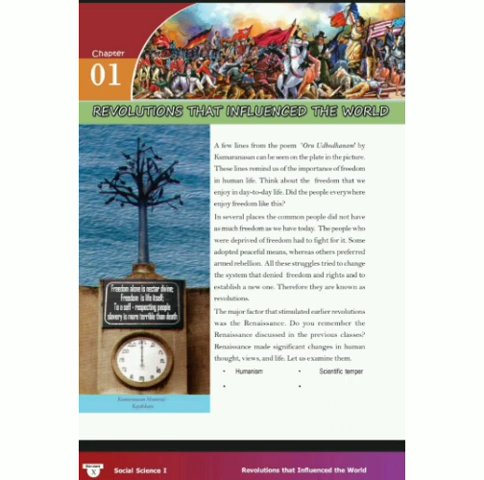 Chapter
01
REVOLUTIONS THAT INFLUENCED THE WORLD
A few lines from the poem 'Oru Udbodhanam' by
Kumaranasan can be seen on the plate in the picture.
These lines remind us of the importance of freedom
in human life. Think about the freedom that we
enjoy in day-to-day life. Did the people everywhere
enjoy freedom like this?
In several places the common people did not have
as much freedom as we have today. The people who
were deprived of freedom had to fight for it. Some
adopted peaceful means, whereas others preferred
armed rebellion. All these struggles tried to change
the system that denied freedom and rights and to
establish a new one. Therefore they are known as
revolutions.
The major factor that stimulated earlier revolutions
was the Renaissance. Do you remember the
Renaissance discussed in the previous classes?
Renaissance made significant changes in human
thought, views, and life. Let us examine them.
• Humanism • Scientific temper
• •
Freedom alone is nectar divine;
Freedom is life itself;
To a self - respecting people
slavery is more terrible than death
Kumaranasan Memorial -
X
Social Science I
Revolutions that Influenced the World